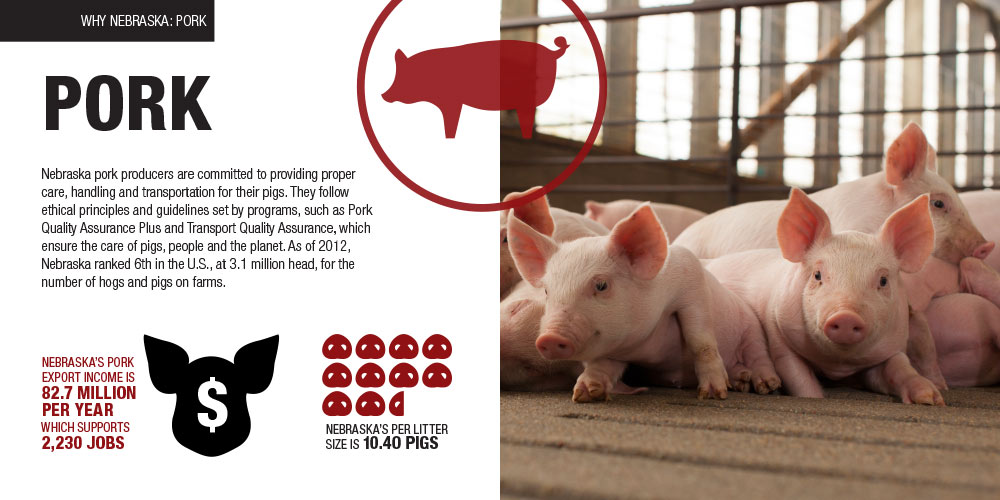 WHY NEBRASKA: PORK
PORK
Nebraska pork producers are committed to providing proper
care, handling and transportation for their pigs. They follow
ethical principles and guidelines set by programs, such as Pork
Quality Assurance Plus and Transport Quality Assurance, which
ensure the care of pigs, people and the planet. As of 2012,
Nebraska ranked 6th in the U.S., at 3.1 million head, for the
number of hogs and pigs on farms.
NEBRASKA'S PORK
EXPORT INCOME IS
82.7 MILLION
PER YEAR
WHICH SUPPORTS
2,230 JOBS
$
NEBRASKA'S PER LITTER
SIZE IS 10.40 PIGS